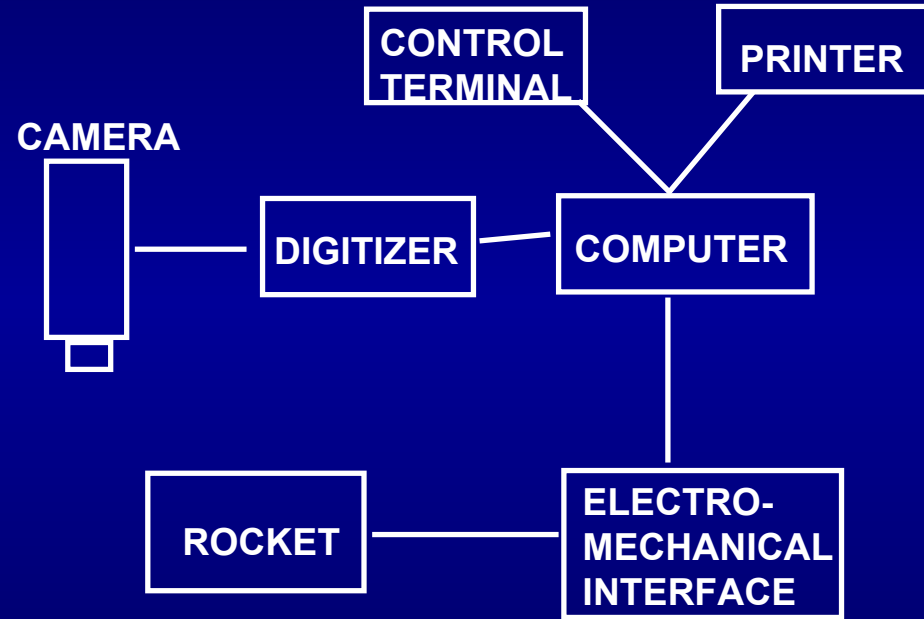 CONTROL
TERMINAL
PRINTER
CAMERA
DIGITIZER
COMPUTER
ROCKET
ELECTRO-
MECHANICAL
INTERFACE